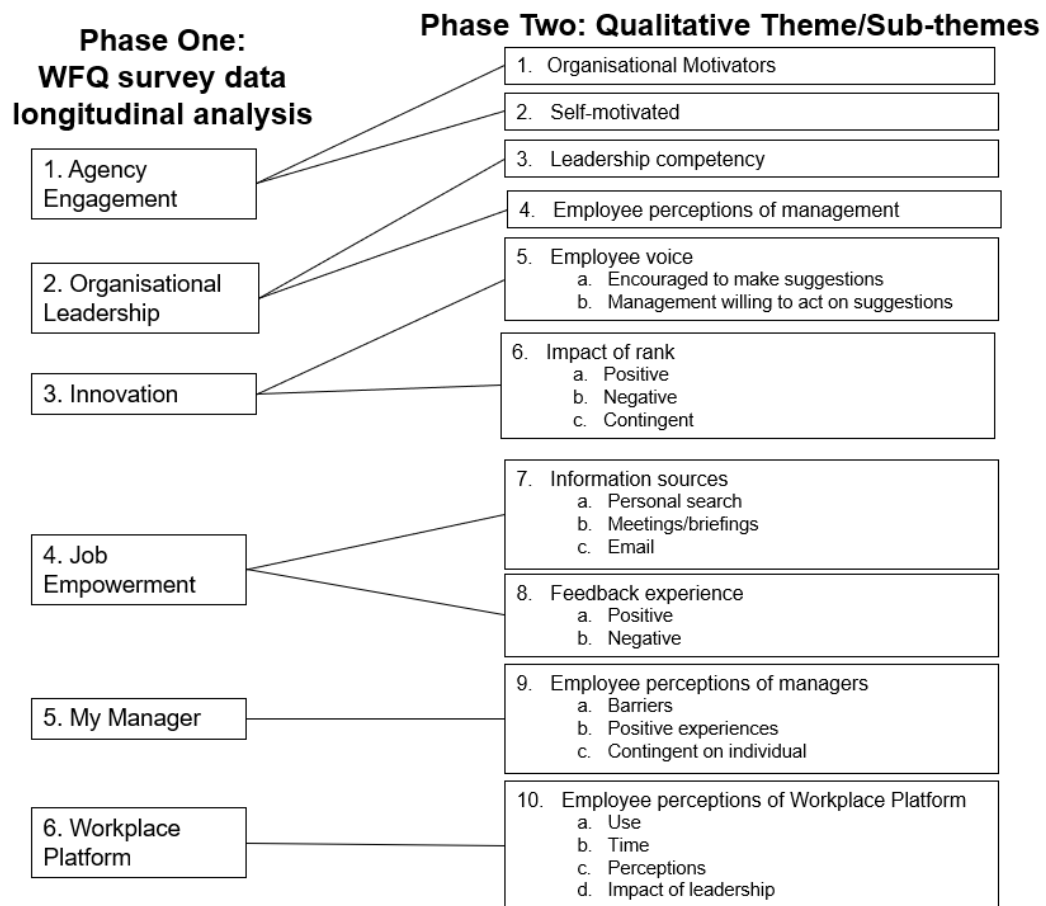 Phase One:
WFQ survey data
longitudinal analysis
1. Agency
Engagement
2. Organisational
Leadership
3. Innovation
4. Job
Empowerment
5. My Manager
6. Workplace
Platform
Phase Two: Qualitative Theme/Sub-themes
1. Organisational Motivators
2. Self-motivated
3. Leadership competency
4. Employee perceptions of management
5. Employee voice
a. Encouraged to make suggestions
b. Management willing to act on suggestions
6. Impact of rank
a. Positive
b. Negative
c. Contingent
7. Information sources
a. Personal search
b. Meetings/briefings
c. Email
8. Feedback experience
a. Positive
b. Negative
9. Employee perceptions of managers
a. Barriers
b. Positive experiences
c. Contingent on individual
10. Employee perceptions of Workplace Platform
a. Use
b. Time
c. Perceptions
d. Impact of leadership